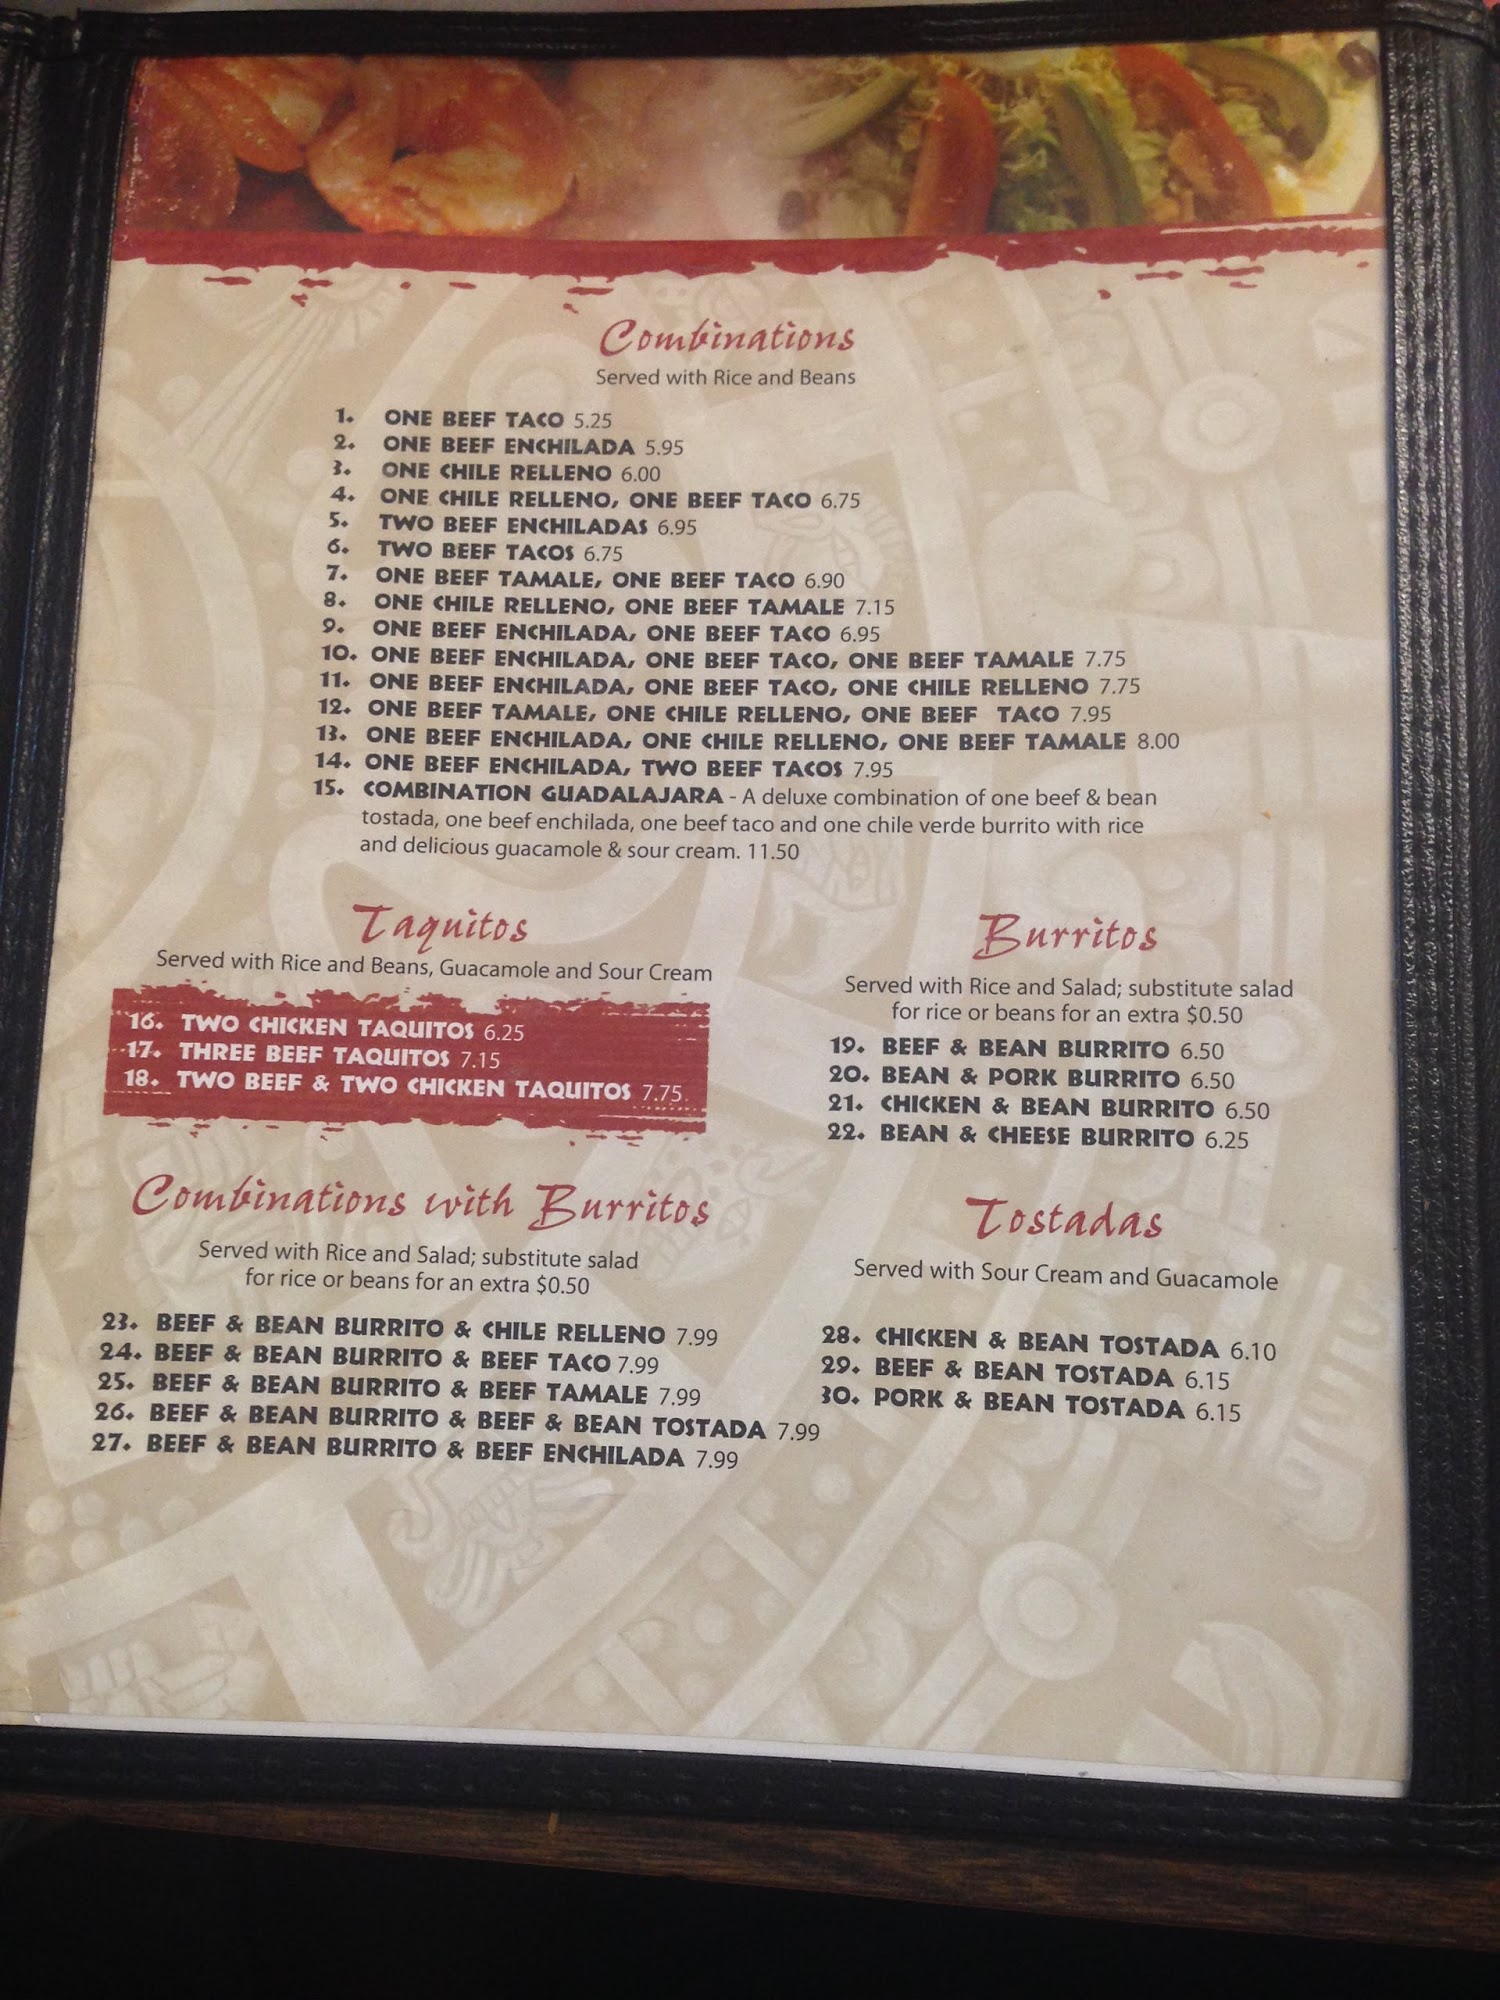 Combinations
Served with Rice and Beans
1. ONE BEEF TACO 5.25
2. ONE BEEF ENCHILADA 5.95
3. ONE CHILE RELLENO 6.00
4. ONE CHILE RELLENO, ONE BEEF TACO 6.75
5. TWO BEEF ENCHILADAS 6.95
6. TWO BEEF TACOS 6.75
7. ONE BEEF TAMALE, ONE BEEF TACO 6.90
8. ONE CHILE RELLENO, ONE BEEF TAMALE 7.15
9. ONE BEEF ENCHILADA, ONE BEEF TACO 6.95
10. ONE BEEF ENCHILADA, ONE BEEF TACO, ONE BEEF TAMALE 7.75
11. ONE BEEF ENCHILADA, ONE BEEF TACO, ONE CHILE RELLENO 7.75
12. ONE BEEF TAMALE, ONE CHILE RELLENO, ONE BEEF TACO 7.95
13. ONE BEEF ENCHILADA, ONE CHILE RELLENO, ONE BEEF TAMALE 8.00
14. ONE BEEF ENCHILADA, TWO BEEF TACOS 7.95
15. COMBINATION GUADALAJARA - A deluxe combination of one beef & bean
tostada, one beef enchilada, one beef taco and one chile verde burrito with rice
and delicious guacamole & sour cream. 11.50
Taquitos
Served with Rice and Beans, Guacamole and Sour Cream
16. TWO CHICKEN TAQUITOS 6.25
17. THREE BEEF TAQUITOS 7.15
18. TWO BEEF & TWO CHICKEN TAQUITOS 7.75
Burritos
Served with Rice and Salad; substitute salad
for rice or beans for an extra $0.50
19. BEEF & BEAN BURRITO 6.50
20. BEAN & PORK BURRITO 6.50
21. CHICKEN & BEAN BURRITO 6.50
22. BEAN & CHEESE BURRITO 6.25
Combinations with Burritos
Served with Rice and Salad; substitute salad
for rice or beans for an extra $0.50
23. BEEF & BEAN BURRITO & CHILE RELLENO 7.99
24. BEEF & BEAN BURRITO & BEEF TACO 7.99
25. BEEF & BEAN BURRITO & BEEF TAMALE 7.99
26. BEEF & BEAN BURRITO & BEEF & BEAN TOSTADA 7.99
27. BEEF & BEAN BURRITO & BEEF ENCHILADA 7.99
Tostadas
Served with Sour Cream and Guacamole
28. CHICKEN & BEAN TOSTADA 6.10
29. BEEF & BEAN TOSTADA 6.15
30. PORK & BEAN TOSTADA 6.15